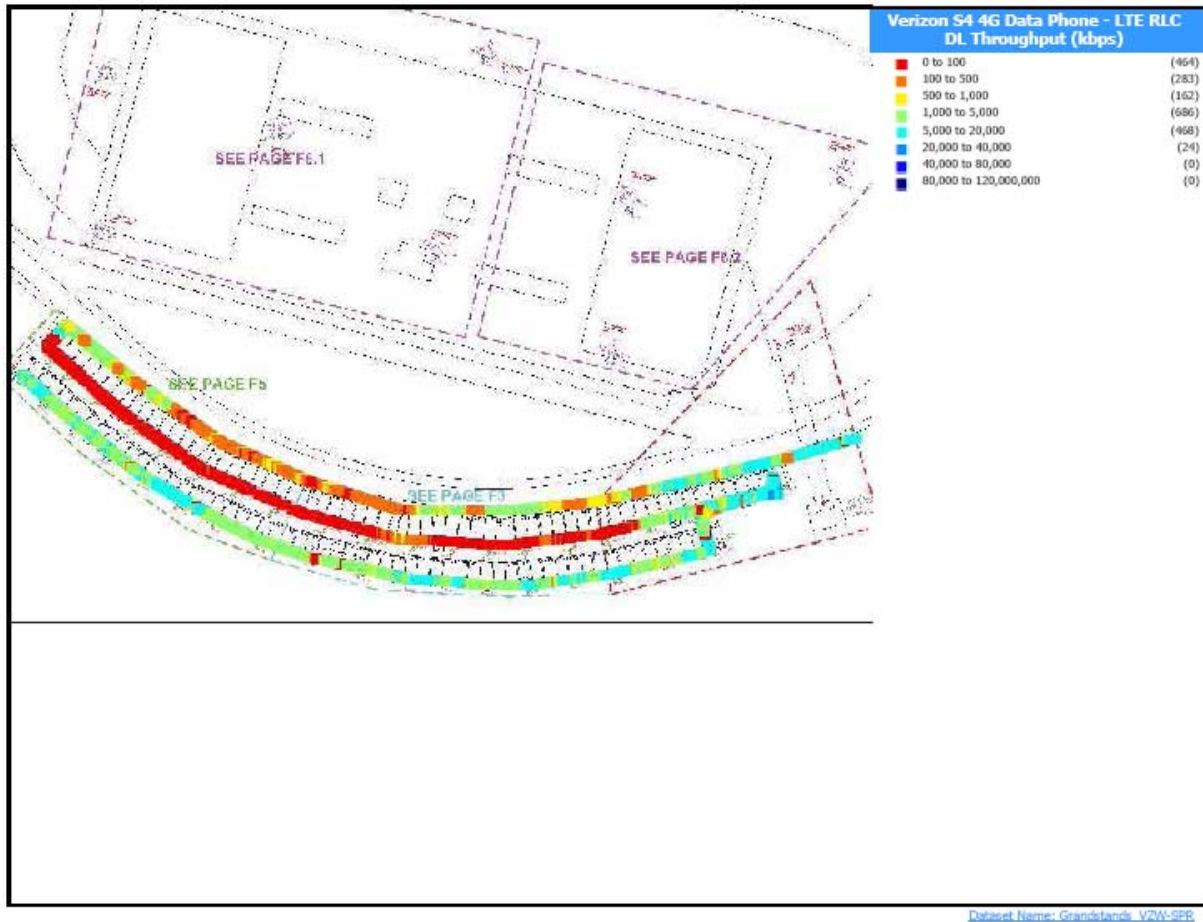 Verizon S4 4G Data Phone - LTE RLC
DL Throughput (kbps)
0 to 100 (464)
100 to 500 (283)
500 to 1,000 (162)
1,000 to 5,000 (686)
5,000 to 20,000 (468)
20,000 to 40,000 (24)
40,000 to 80,000 (0)
80,000 to 120,000,000 (0)
SEE PAGE F6.1
SEE PAGE F6.2
SEE PAGE F5
SEE PAGE F3
Dataset Name: Grandstands_VZW-SPR